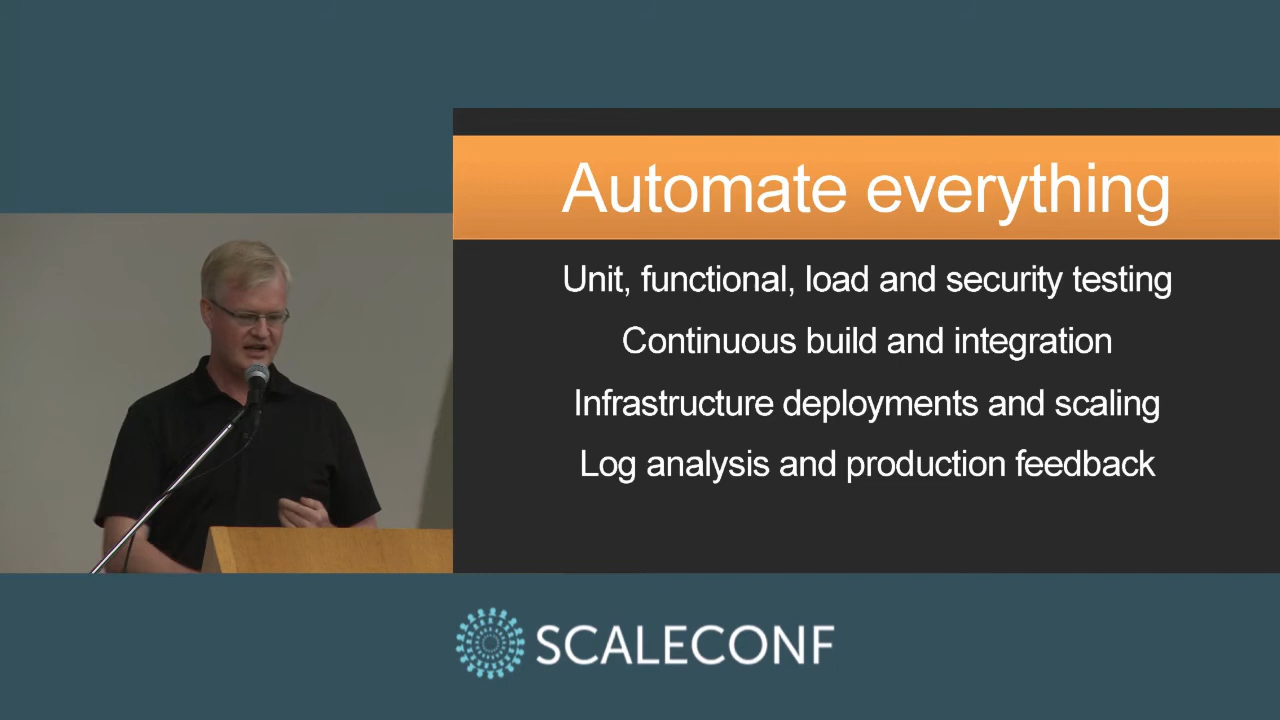 Automate everything
Unit, functional, load and security testing
Continuous build and integration
Infrastructure deployments and scaling
Log analysis and production feedback
SCALECONF